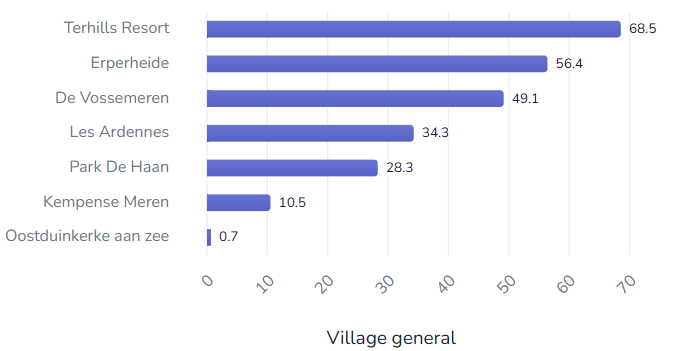 Terhills Resort 68.5
Erperheide 56.4
De Vossemeren 49.1
Les Ardennes 34.3
Park De Haan 28.3
Kempense Meren 10.5
Oostduinkerke aan zee 0.7
0 10 20 30 40 50 60 70
Village general